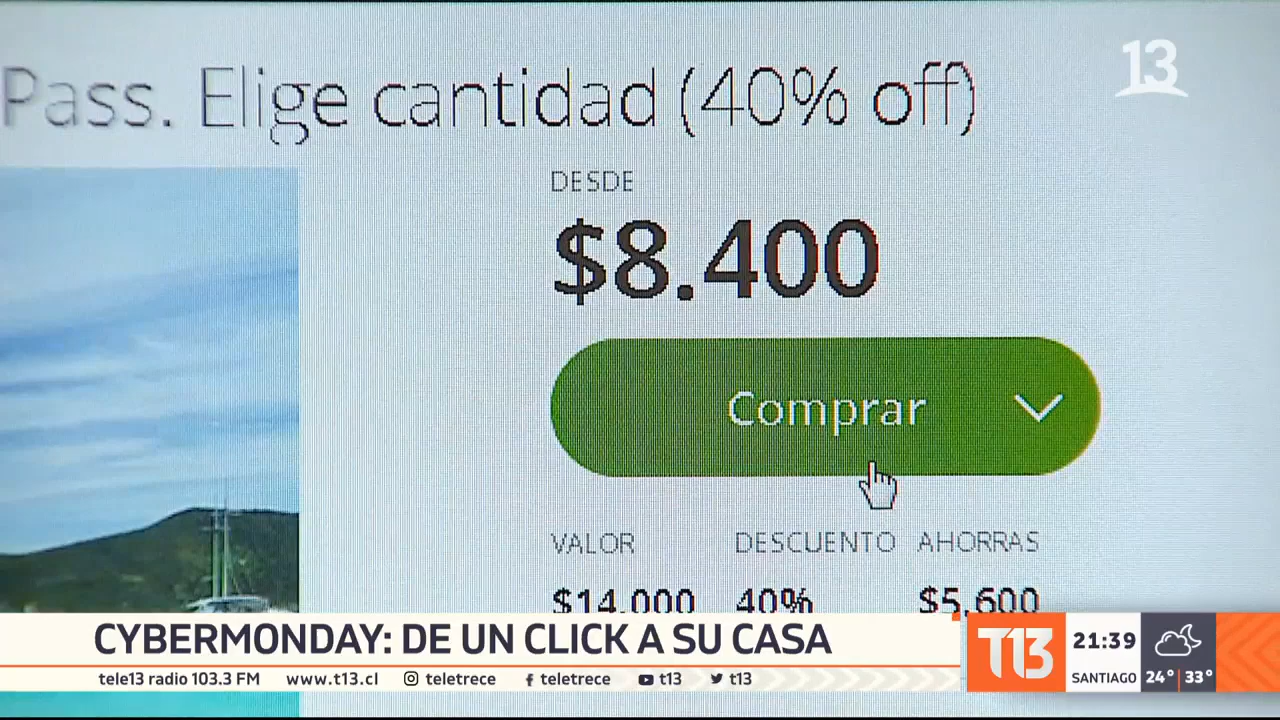 13
Pass. Elige cantidad (40% off)
DESDE
$8.400
Comprar
VALOR DESCUENTO AHORRAS
$14.000 40% $5.600
CYBERMONDAY: DE UN CLICK A SU CASA
tele13 radio 103.3 FM www.t13.cl teletrece teletrece t13 t13
T13
21:39
SANTIAGO 24° 33°